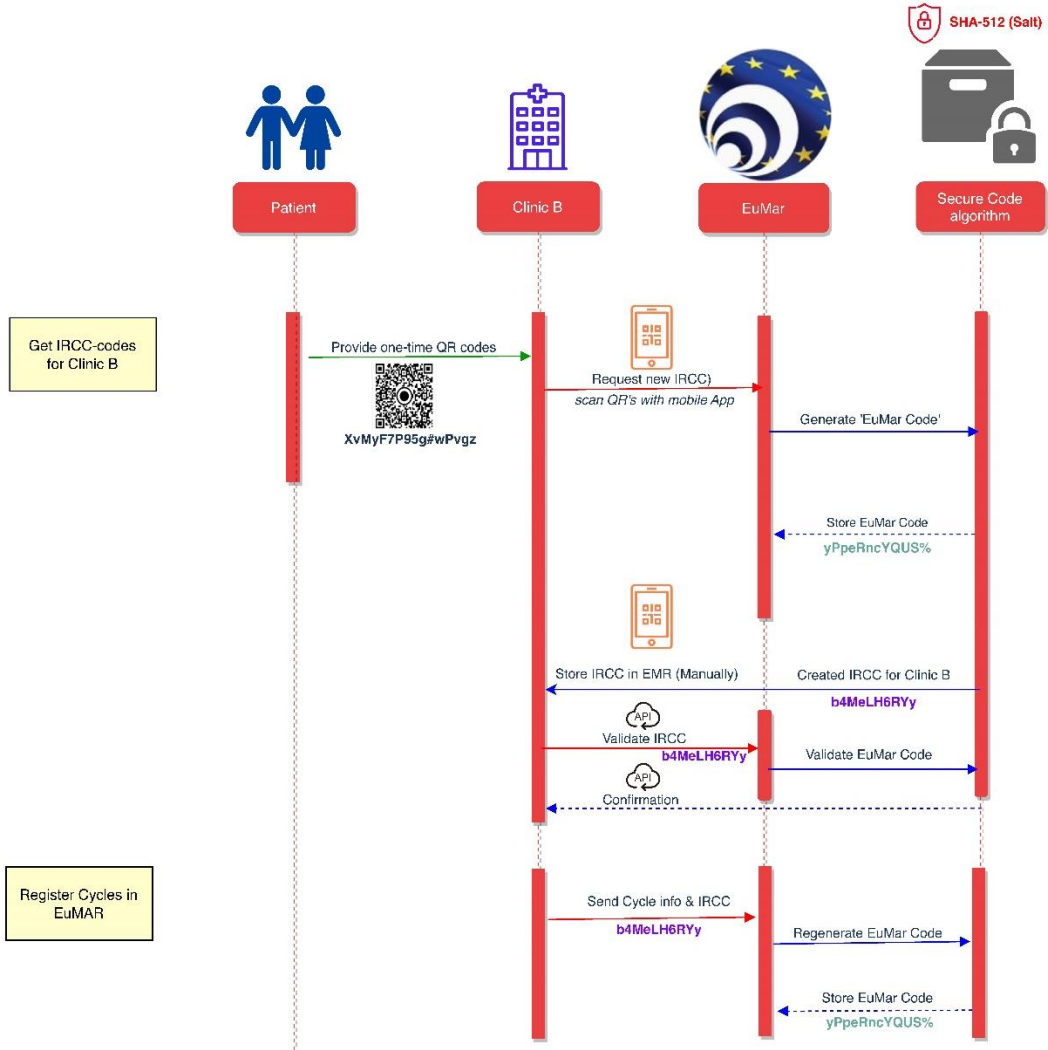 SHA-512 (Salt)
Patient
Clinic B
EuMar
Secure Code
algorithm
Get IRCC-codes
for Clinic B
Provide one-time QR codes
XvMyF7P95g#wPvgz
Request new IRCC)
scan QR's with mobile App
Generate 'EuMar Code'
Store EuMar Code
yPpeRncYQUS%
Store IRCC in EMR (Manually)
Created IRCC for Clinic B
b4MeLH6RYy
API
Validate IRCC
b4MeLH6RYy
Validate EuMar Code
API
Confirmation
Register Cycles in
EuMAR
Send Cycle info & IRCC
b4MeLH6RYy
Regenerate EuMar Code
Store EuMar Code
yPpeRncYQUS%